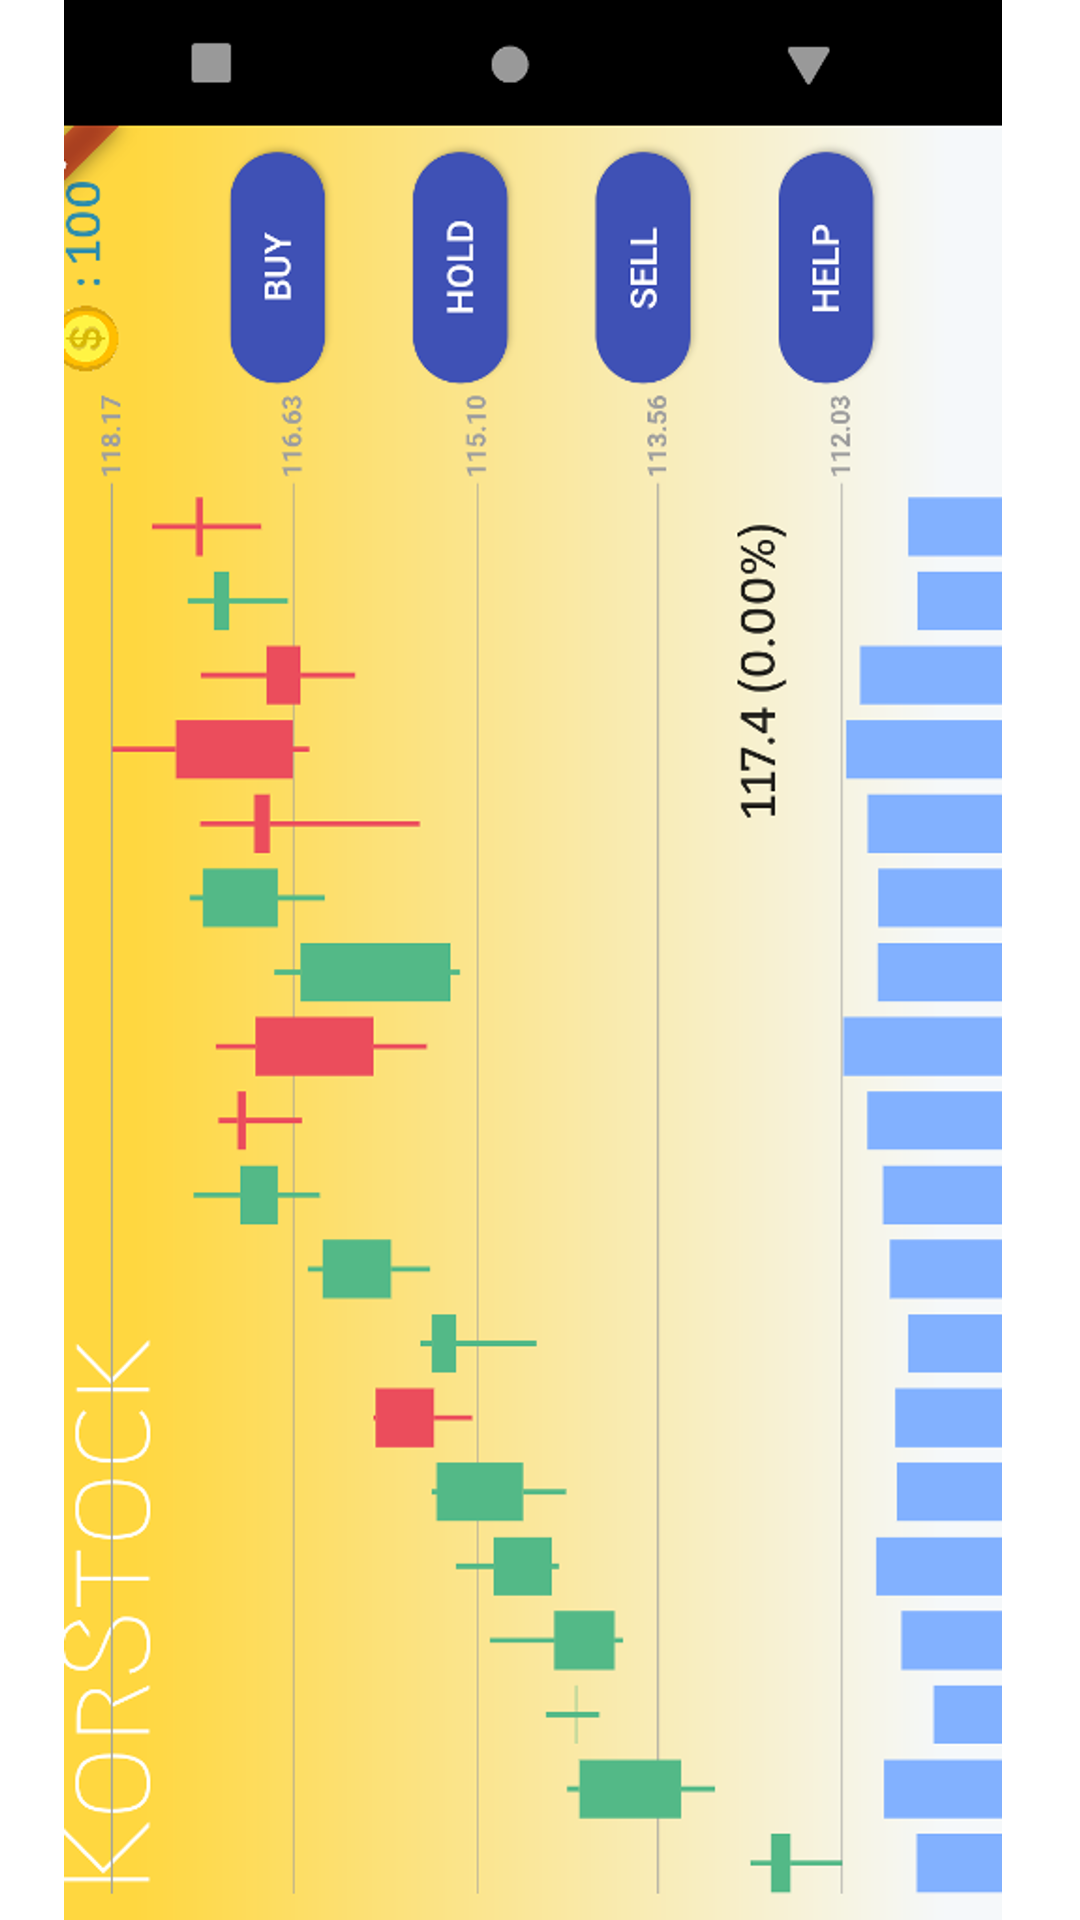 KORSTOCK
: 100
118.17
116.63
115.10
113.56
112.03
117.4 (0.00%)
BUY
HOLD
SELL
HELP